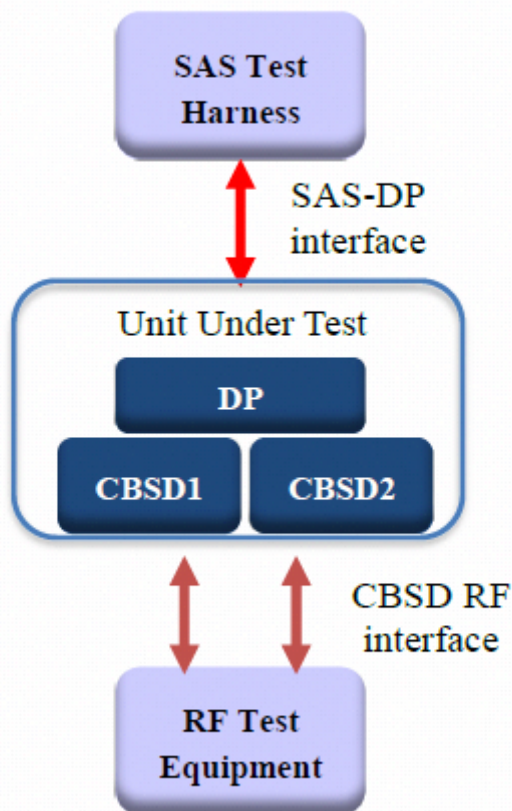 SAS Test
Harness
SAS-DP
interface
Unit Under Test
DP
CBSD1
CBSD2
CBSD RF
interface
RF Test
Equipment